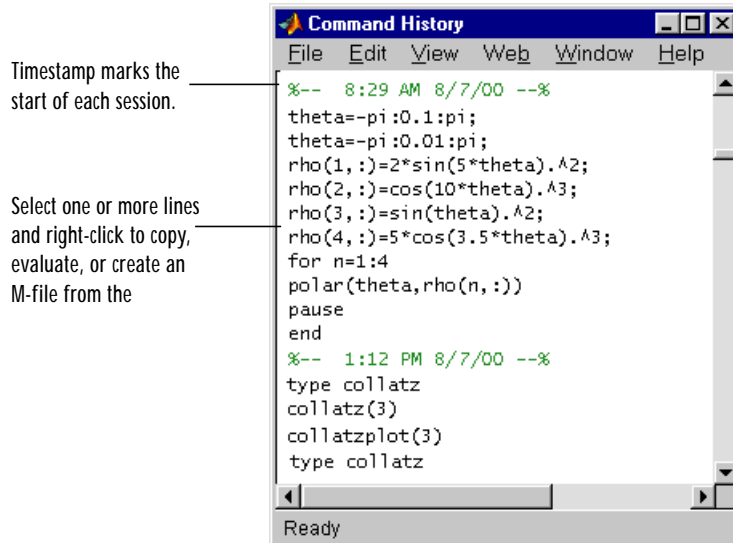 Command History
File Edit View Web Window Help
Timestamp marks the
start of each session.
%-- 8:29 AM 8/7/00 --%
theta=-pi:0.1:pi;
theta=-pi:0.01:pi;
rho(1,:)=2*sin(5*theta).^2;
rho(2,:)=cos(10*theta).^3;
rho(3,:)=sin(theta).^2;
rho(4,:)=5*cos(3.5*theta).^3;
for n=1:4
polar(theta,rho(n,:))
pause
end
%-- 1:12 PM 8/7/00 --%
type collatz
collatz(3)
collatzplot(3)
type collatz
Select one or more lines
and right-click to copy,
evaluate, or create an
M-file from the
Ready